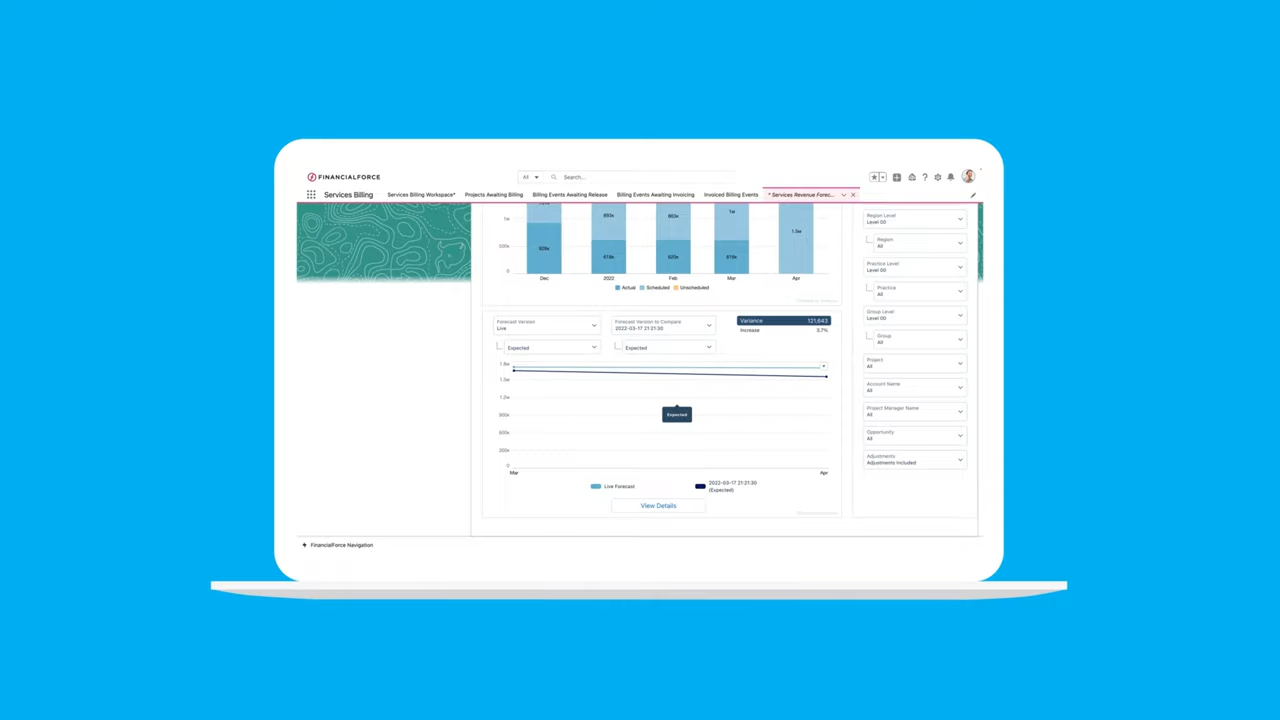 FINANCIALFORCE
All
Search...
Services Billing
Services Billing Workspace*
Projects Awaiting Billing
Billing Events Awaiting Release
Billing Events Awaiting Invoicing
Invoiced Billing Events
* Services Revenue Forec...
1M
500K
0
893K
863K
1M
1.5M
618K
620K
616K
Dec
2022
Feb
Mar
Apr
Actual
Scheduled
Unscheduled
Forecast Version
Live
Forecast Version to Compare
2022-03-17 21:21:30
Variance 121,643
Increase 3.7%
Expected
Expected
1.8M
1.5M
1.2M
900K
600K
200K
0
Expected
Mar
Apr
Live Forecast
2022-03-17 21:21:30
(Expected)
View Details
Region Level
Level 00
Region
All
Practice Level
Level 00
Practice
All
Group Level
Level 00
Group
All
Project
All
Account Name
All
Project Manager Name
All
Opportunity
All
Adjustments
Adjustments Included
FinancialForce Navigation